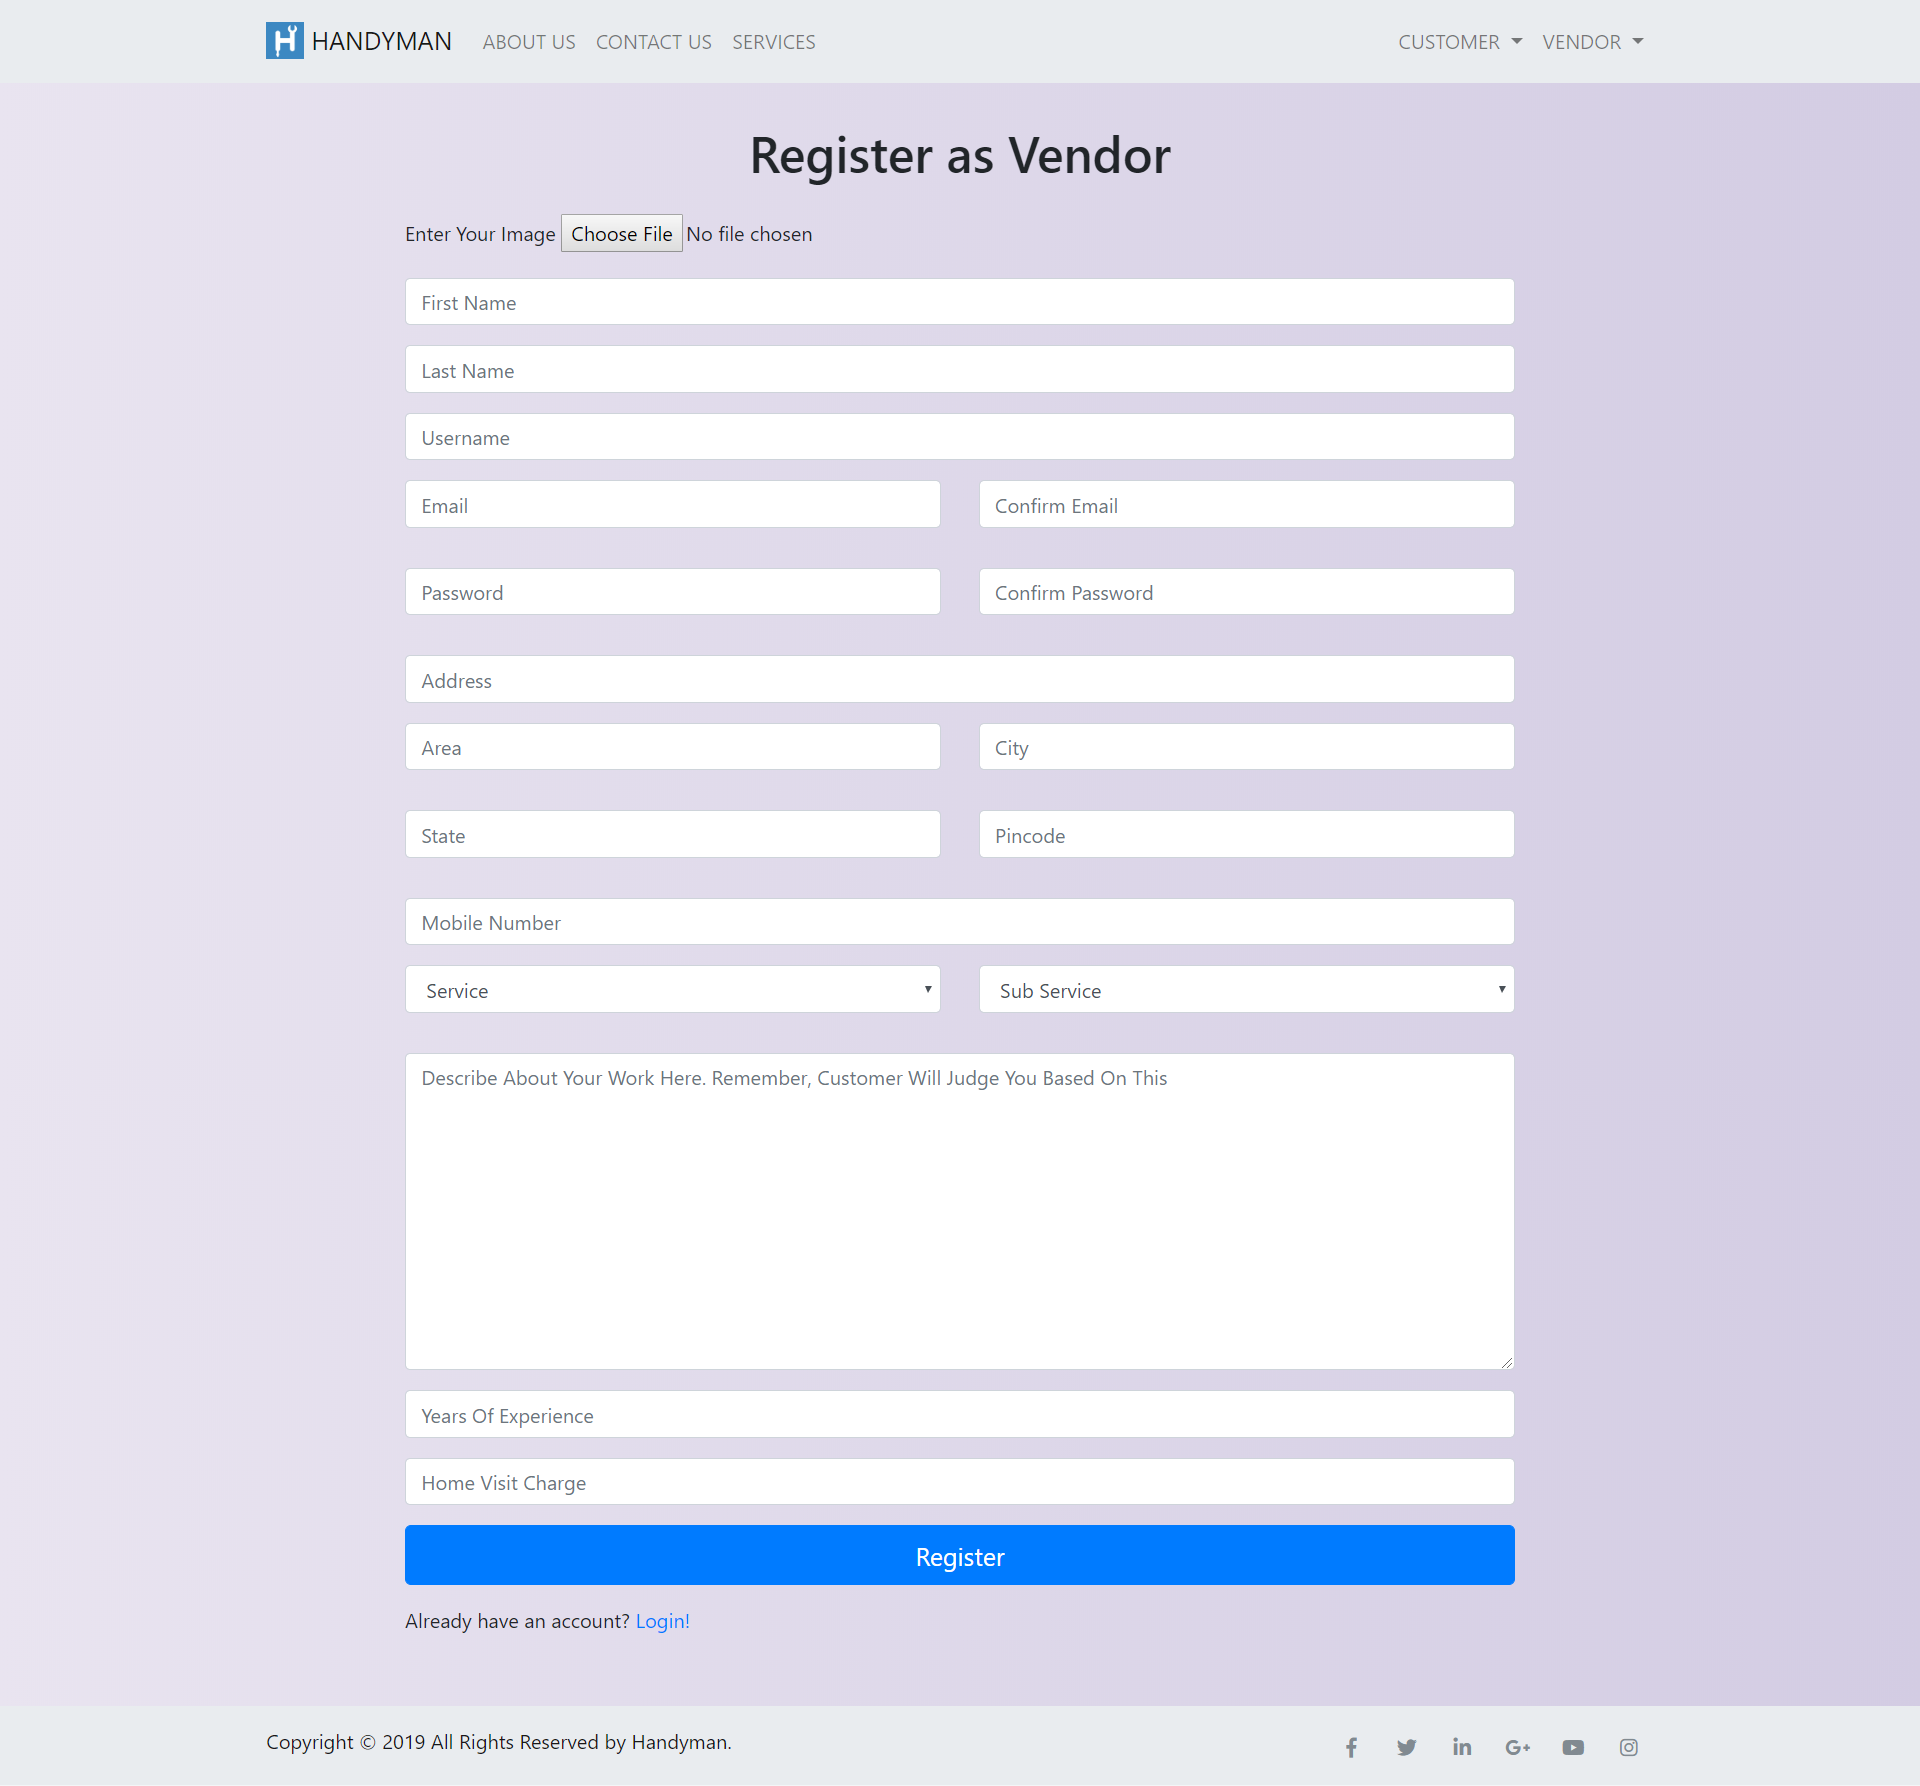 HANDYMAN ABOUT US CONTACT US SERVICES CUSTOMER VENDOR
Register as Vendor
Enter Your Image Choose File No file chosen
First Name
Last Name
Username
Email Confirm Email
Password Confirm Password
Address
Area City
State Pincode
Mobile Number
Service Sub Service
Describe About Your Work Here. Remember, Customer Will Judge You Based On This
Years Of Experience
Home Visit Charge
Register
Already have an account? Login!
Copyright © 2019 All Rights Reserved by Handyman.